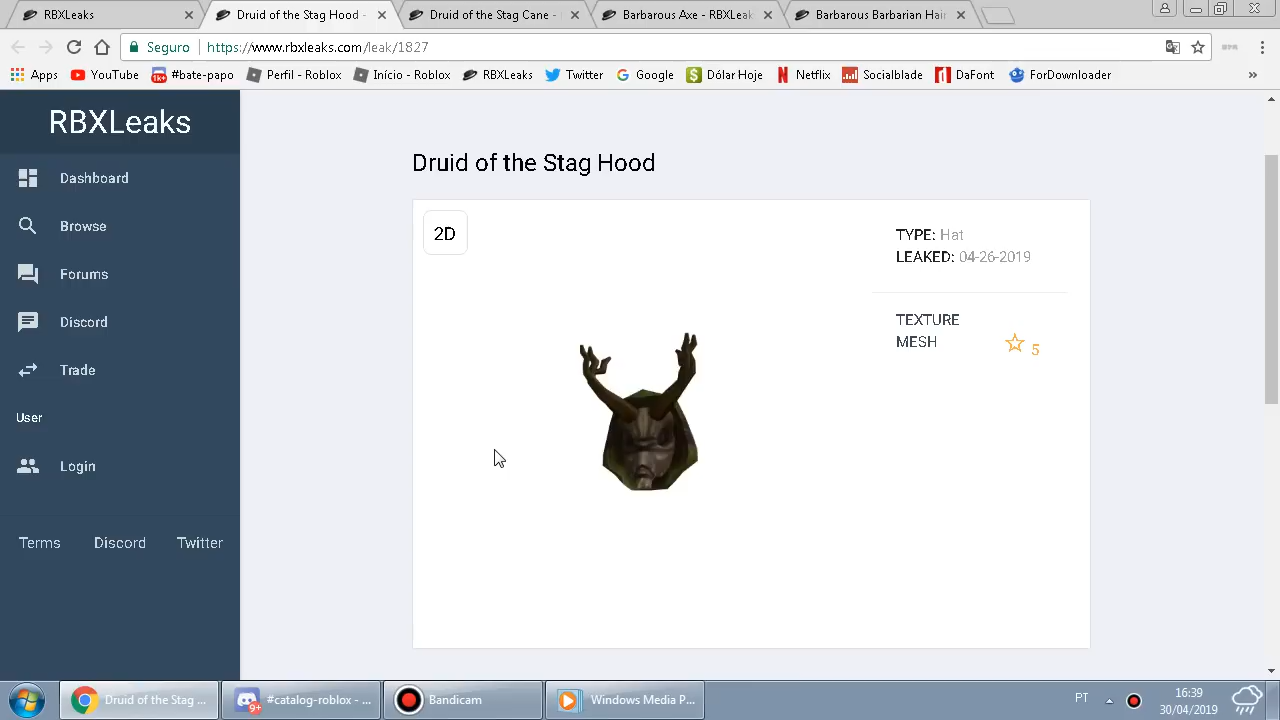 RBXLeaks
Druid of the Stag Hood -
Druid of the Stag Cane -
Barbarous Axe - RBXLeak
Barbarous Barbarian Hair
Seguro
https://www.rbxleaks.com/leak/1827
Apps
YouTube
#bate-papo
Perfil - Roblox
Início - Roblox
RBXLeaks
Twitter
Google
Dolar Hoje
Netflix
Socialblade
DaFont
ForDownloader
»
RBXLeaks
Dashboard
Browse
Forums
Discord
Trade
User
Login
Terms
Discord
Twitter
Druid of the Stag Hood
2D
TYPE: Hat
LEAKED: 04-26-2019
TEXTURE
MESH
5
Druid of the Stag ...
9+
#catalog-roblox - ...
Bandicam
Windows Media P...
PT
16:39
30/04/2019